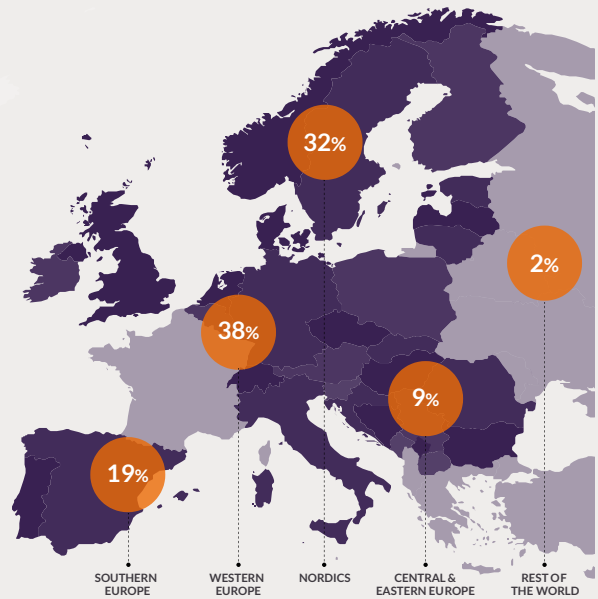 32%
2%
38%
9%
19%
SOUTHERN
EUROPE
WESTERN
EUROPE
NORDICS
CENTRAL &
EASTERN EUROPE
REST OF
THE WORLD